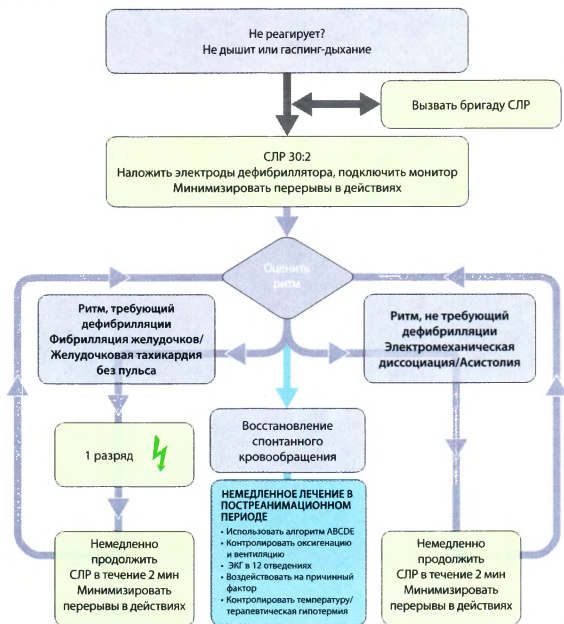 Не реагирует?
Не дышит или гаспинг-дыхание
Вызвать бригаду СЛР
СЛР 30:2
Наложить электроды дефибриллятора, подключить монитор
Минимизировать перерывы в действиях
Оценить
ритм
Ритм, требующий
дефибрилляции
Фибрилляция желудочков/
Желудочковая тахикардия
без пульса
Ритм, не требующий
дефибрилляции
Электромеханическая
диссоциация/Асистолия
1 разряд
Восстановление
спонтанного
кровообращения
Немедленно
продолжить
СЛР в течение 2 мин
Минимизировать
перерывы в действиях
НЕМЕДЛЕННОЕ ЛЕЧЕНИЕ В
ПОСТРЕАНИМАЦИОННОМ
ПЕРИОДЕ
• Использовать алгоритм ABCDE
• Контролировать оксигенацию
и вентиляцию
• ЭКГ в 12 отведениях
• Воздействовать на причинный
фактор
• Контролировать температуру/
терапевтическая гипотермия
Немедленно
продолжить
СЛР в течение 2 мин
Минимизировать
перерывы в действиях